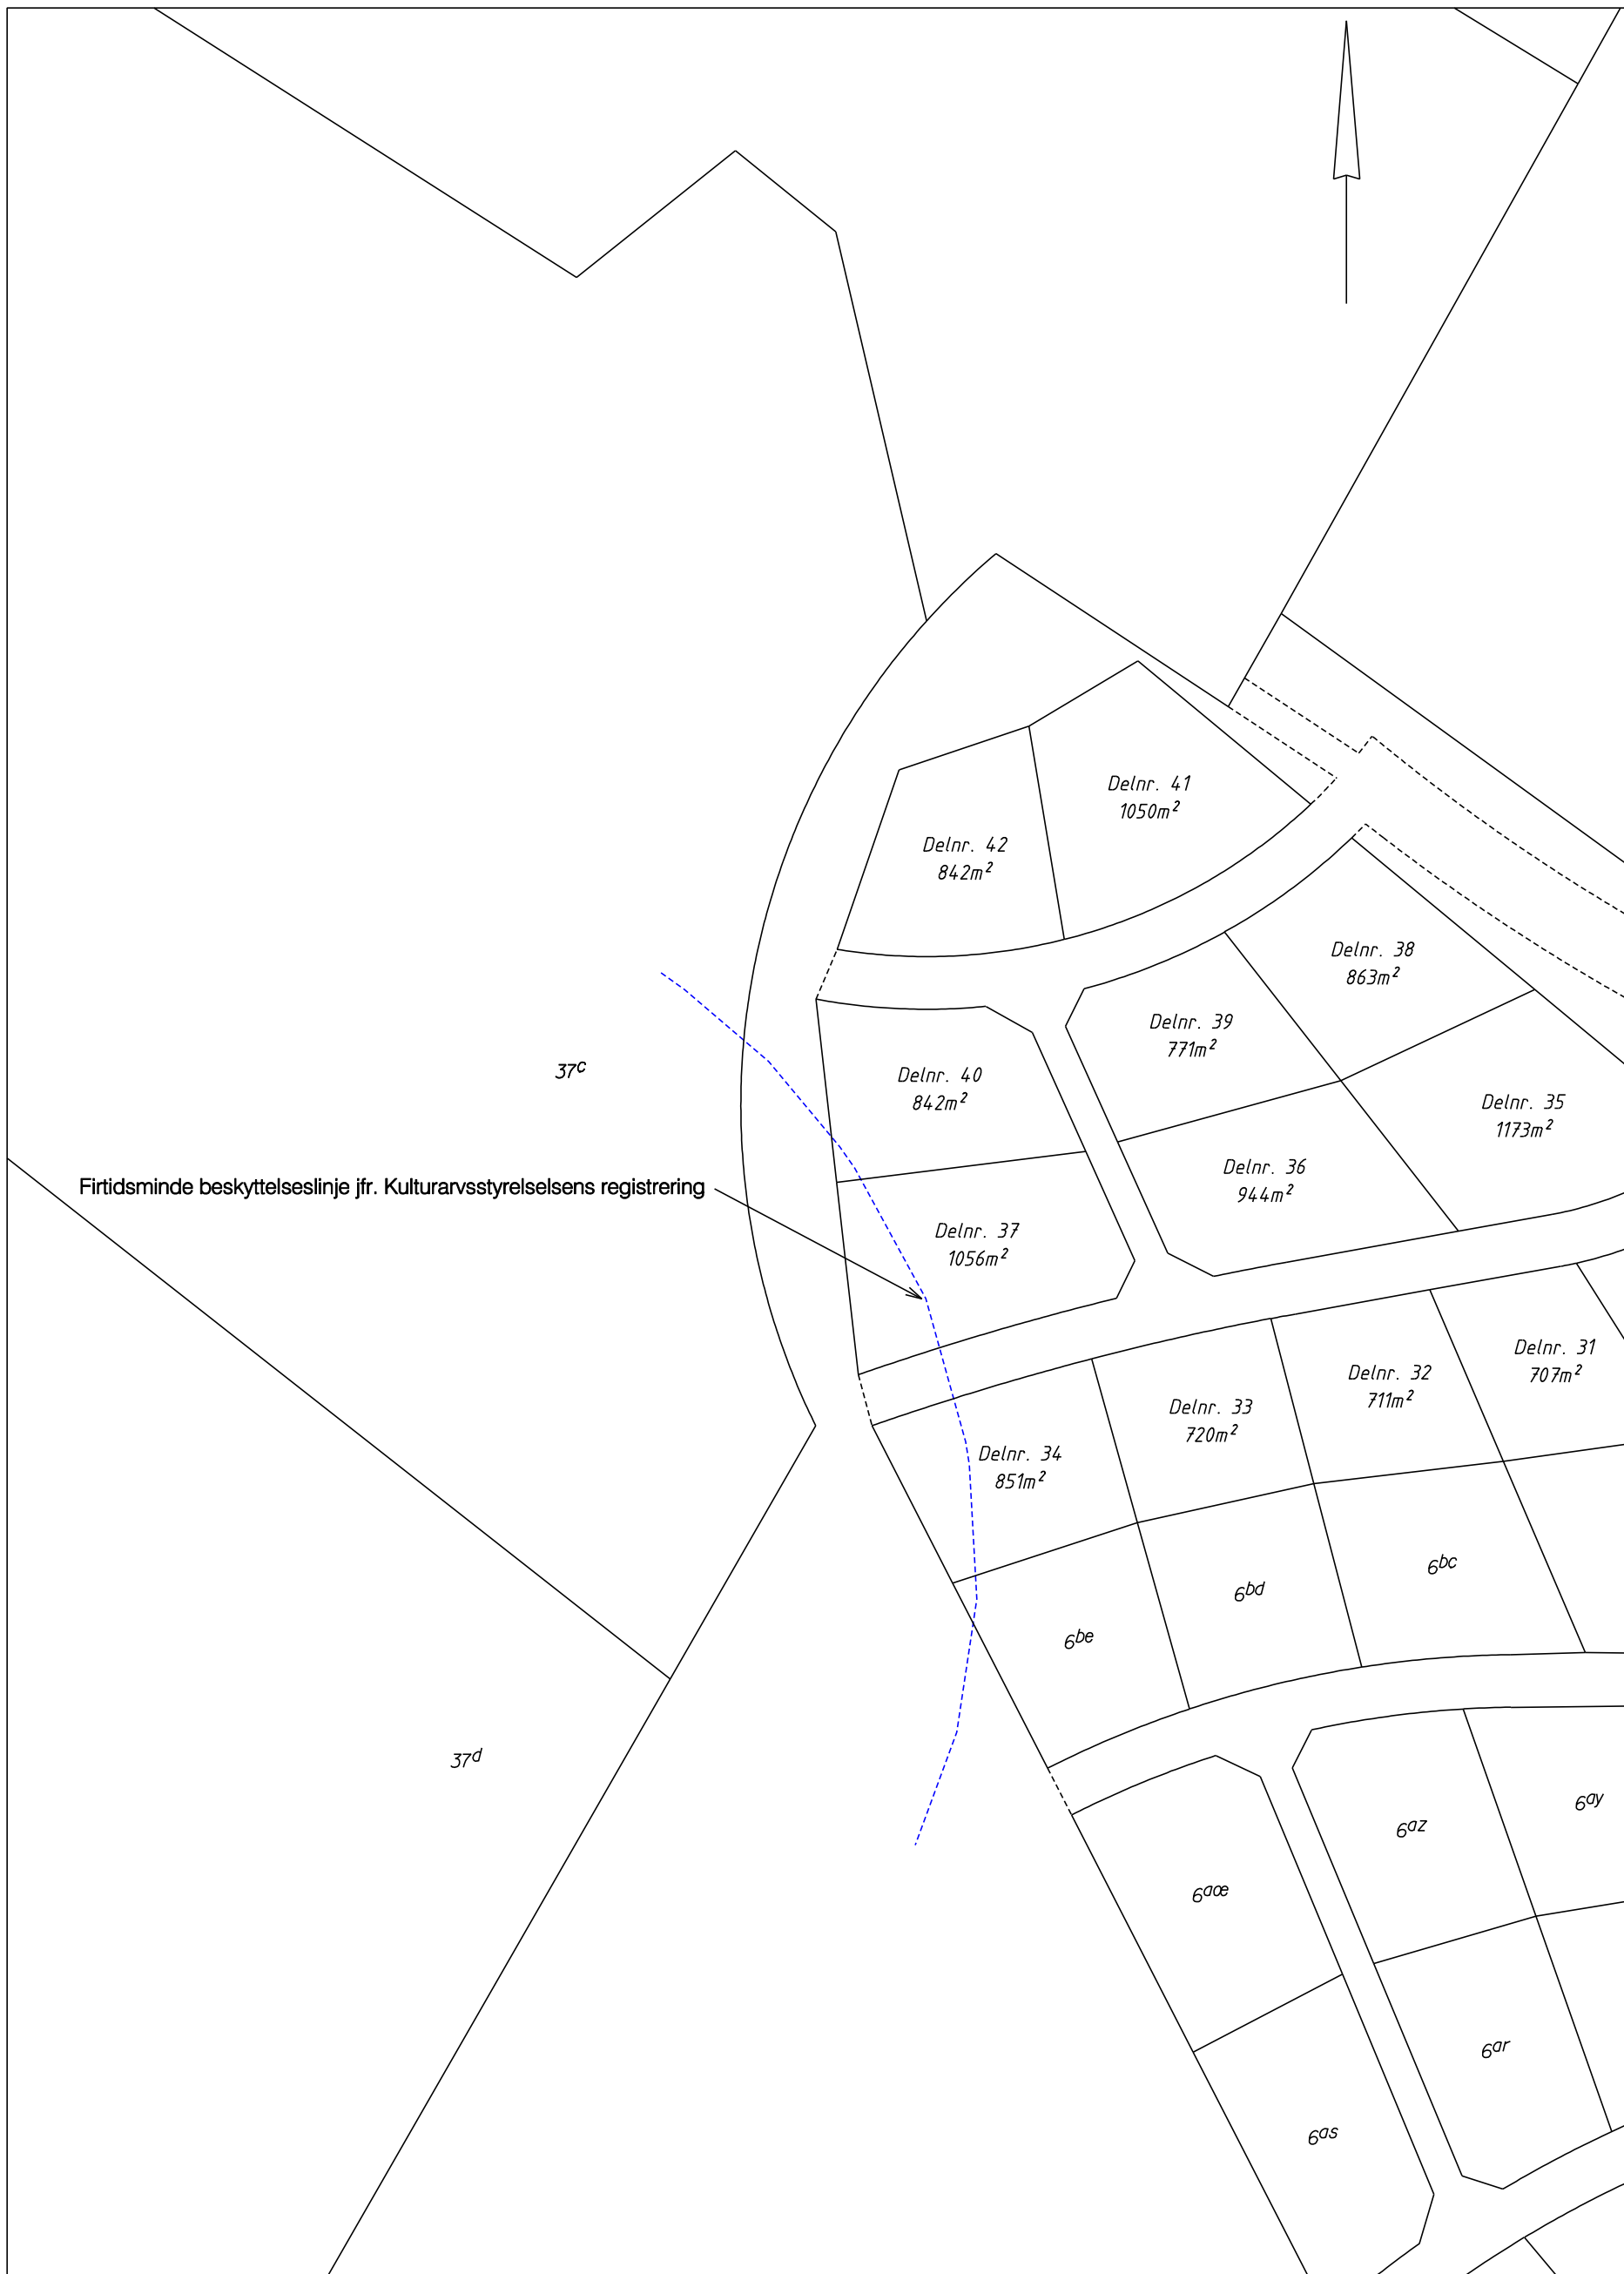 Delnr. 41
1050m²
Delnr. 42
842m²
Delnr. 38
863m²
Delnr. 39
771m²
37c
Delnr. 40
842m²
Delnr. 35
1173m²
Delnr. 36
944m²
Firtidsminde beskyttelseslinje jfr. Kulturarvsstyrelselsens registrering
Delnr. 37
1056m²
Delnr. 31
707m²
Delnr. 32
711m²
Delnr. 33
720m²
Delnr. 34
851m²
6bc
6bd
6be
37d
6ay
6az
6aæ
6ar
6as